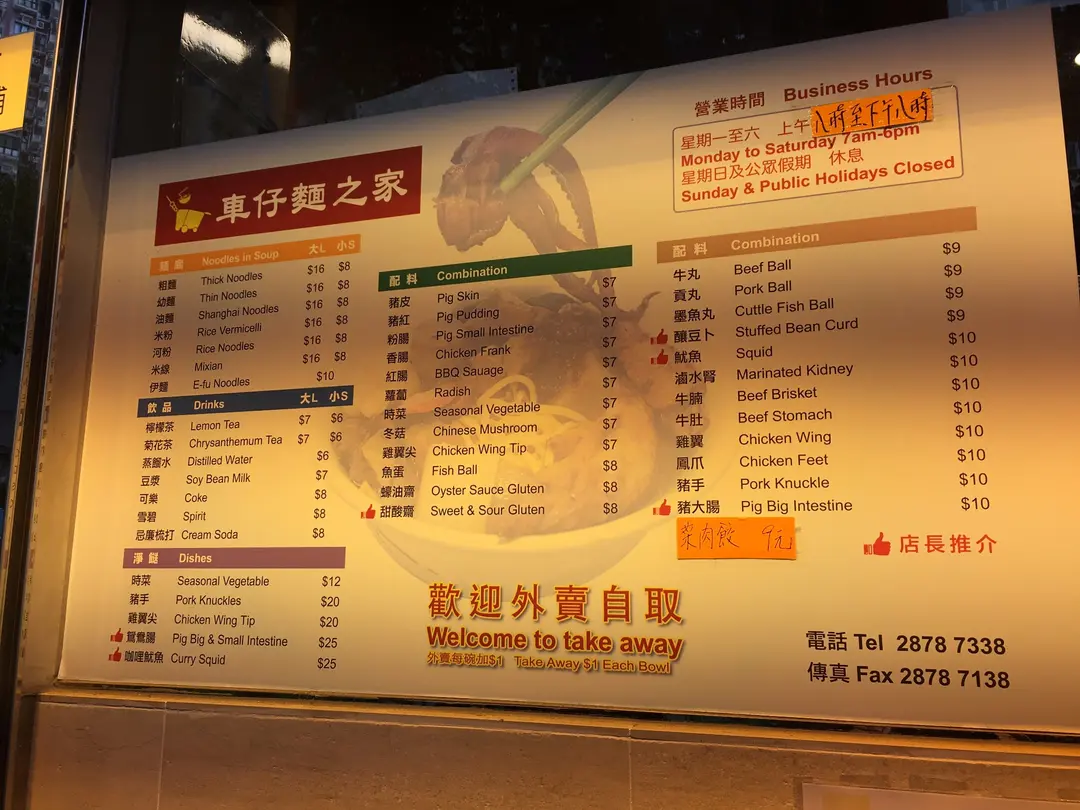 車仔麵之家
營業時間 Business Hours
星期一至六 上午八時至下午八時
Monday to Saturday 7am-6pm
星期日及公眾假期 休息
Sunday & Public Holidays Closed
麵類 Noodles in Soup 大L 小S
粗麵 Thick Noodles $16 $8
幼麵 Thin Noodles $16 $8
油麵 Shanghai Noodles $16 $8
米粉 Rice Vermicelli $16 $8
河粉 Rice Noodles $16 $8
米線 Mixian $16 $8
伊麵 E-fu Noodles $10
飲品 Drinks 大L 小S
檸檬茶 Lemon Tea $7 $6
菊花茶 Chrysanthemum Tea $7 $6
蒸餾水 Distilled Water $6
豆漿 Soy Bean Milk $7
可樂 Coke $8
雪碧 Spirit $8
忌廉梳打 Cream Soda $8
淨餸 Dishes
時菜 Seasonal Vegetable $12
豬手 Pork Knuckles $20
雞翼尖 Chicken Wing Tip $20
鴛鴦腸 Pig Big & Small Intestine $25
咖喱魷魚 Curry Squid $25
配料 Combination
豬皮 Pig Skin $7
豬紅 Pig Pudding $7
粉腸 Pig Small Intestine $7
香腸 Chicken Frank $7
紅腸 BBQ Sauage $7
蘿蔔 Radish $7
時菜 Seasonal Vegetable $7
冬菇 Chinese Mushroom $7
雞翼尖 Chicken Wing Tip $7
魚蛋 Fish Ball $8
蠔油齋 Oyster Sauce Gluten $8
甜酸齋 Sweet & Sour Gluten $8
配料 Combination
牛丸 Beef Ball $9
貢丸 Pork Ball $9
墨魚丸 Cuttle Fish Ball $9
釀豆卜 Stuffed Bean Curd $9
魷魚 Squid $10
滷水腎 Marinated Kidney $10
牛腩 Beef Brisket $10
牛肚 Beef Stomach $10
雞翼 Chicken Wing $10
鳳爪 Chicken Feet $10
豬手 Pork Knuckle $10
豬大腸 Pig Big Intestine $10
菜肉餃 9元
店長推介
歡迎外賣自取
Welcome to take away
外賣每碗加$1 Take Away $1 Each Bowl
電話 Tel 2878 7338
傳真 Fax 2878 7138